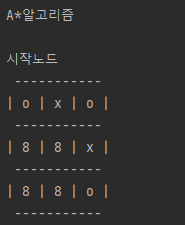 A*알고리즘
시작노드
-----------
| o | x | o |
-----------
| 8 | 8 | x |
-----------
| 8 | 8 | o |
-----------